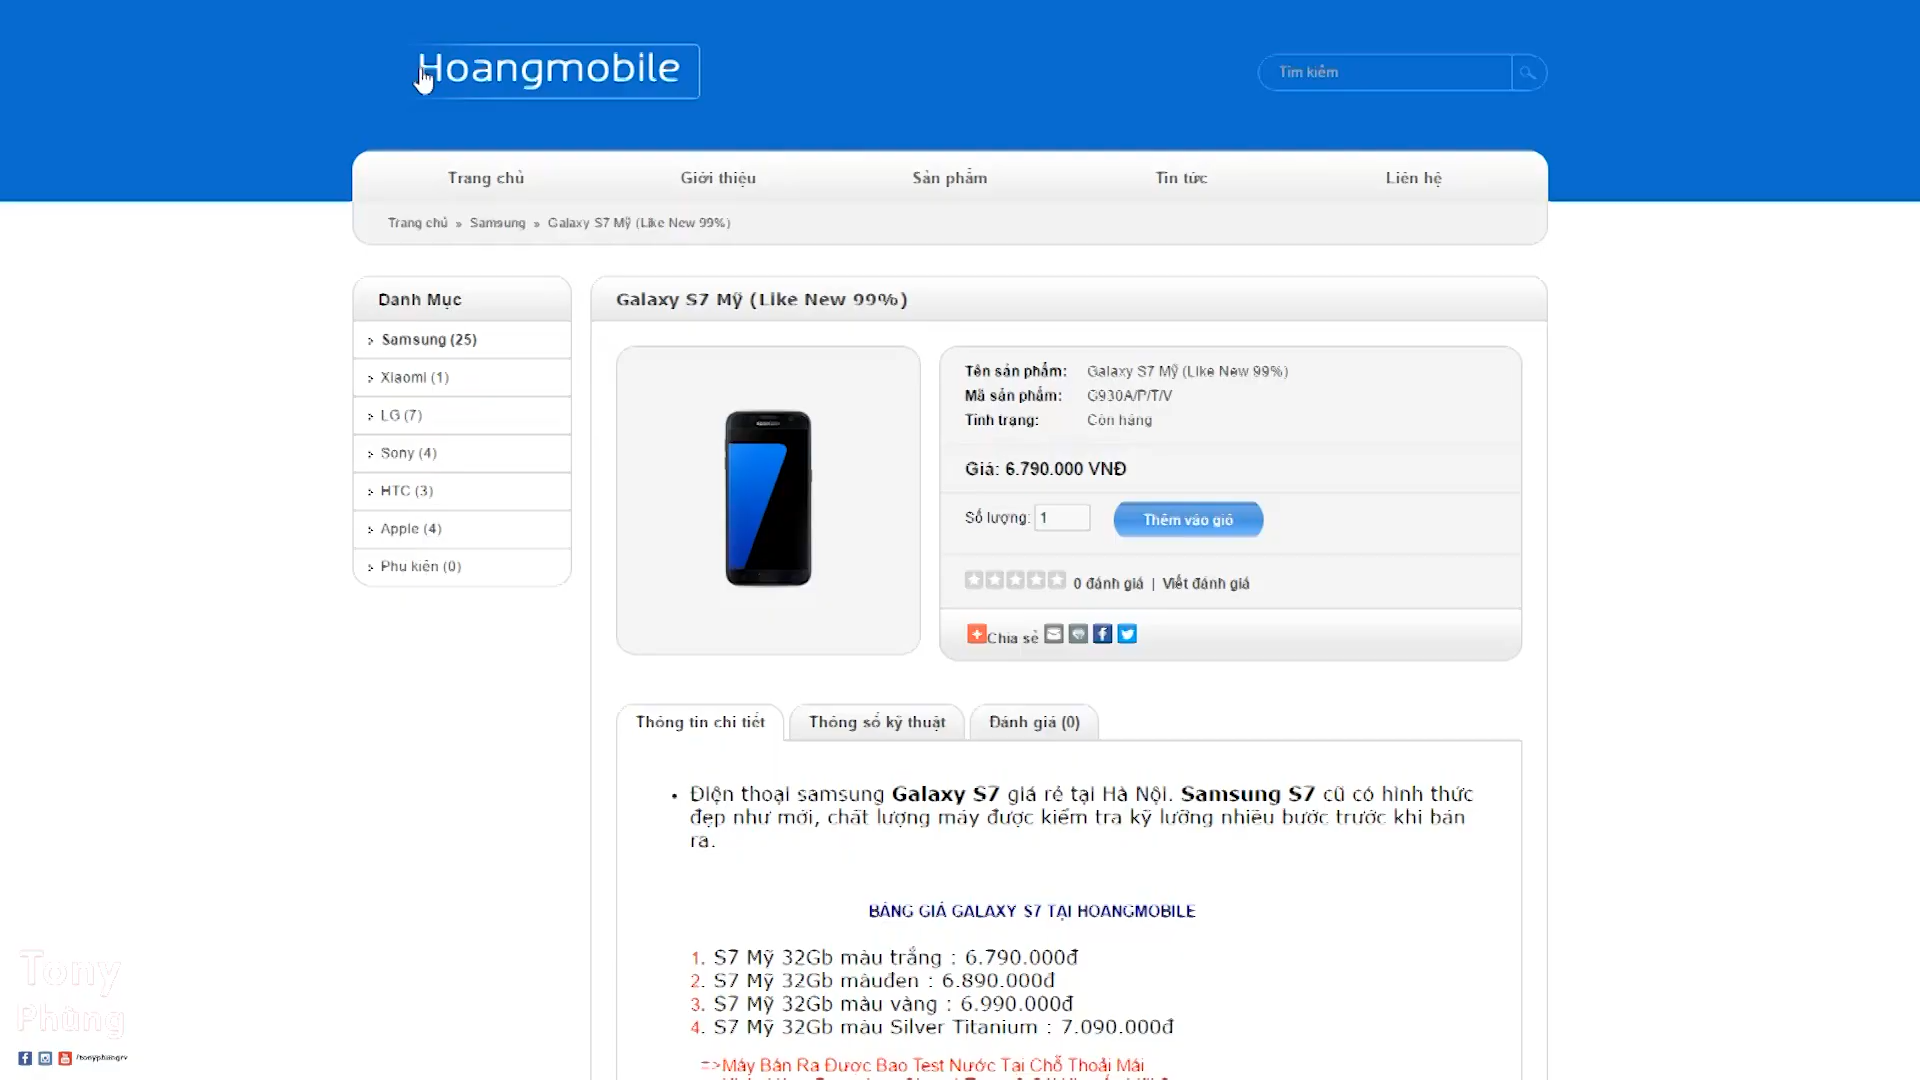 Hoangmobile
Tìm kiếm
Trang chủ
Giới thiệu
Sản phẩm
Tin tức
Liên hệ
Trang chủ » Samsung » Galaxy S7 Mỹ (Like New 99%)
Danh Mục
Samsung (25)
Xiaomi (1)
LG (7)
Sony (4)
HTC (3)
Apple (4)
Phụ kiện (0)
Galaxy S7 Mỹ (Like New 99%)
Tên sản phẩm: Galaxy S7 Mỹ (Like New 99%)
Mã sản phẩm: G930A/P/T/V
Tình trạng: Còn hàng
Giá: 6.790.000 VNĐ
Số lượng: 1
Thêm vào giỏ
0 đánh giá | Viết đánh giá
Chia sẻ
Thông tin chi tiết
Thông số kỹ thuật
Đánh giá (0)
• Điện thoại samsung Galaxy S7 giá rẻ tại Hà Nội. Samsung S7 cũ có hình thức
đẹp như mới, chất lượng máy được kiểm tra kỹ lưỡng nhiều bước trước khi bán
ra.
BẢNG GIÁ GALAXY S7 TẠI HOANGMOBILE
1. S7 Mỹ 32Gb màu trắng : 6.790.000đ
2. S7 Mỹ 32Gb màuđen : 6.890.000đ
3. S7 Mỹ 32Gb màu vàng : 6.990.000đ
4. S7 Mỹ 32Gb màu Silver Titanium : 7.090.000đ
=>Máy Bán Ra Được Bao Test Nước Tại Chỗ Thoải Mái
Tony
Phùng
/tonyphungrv